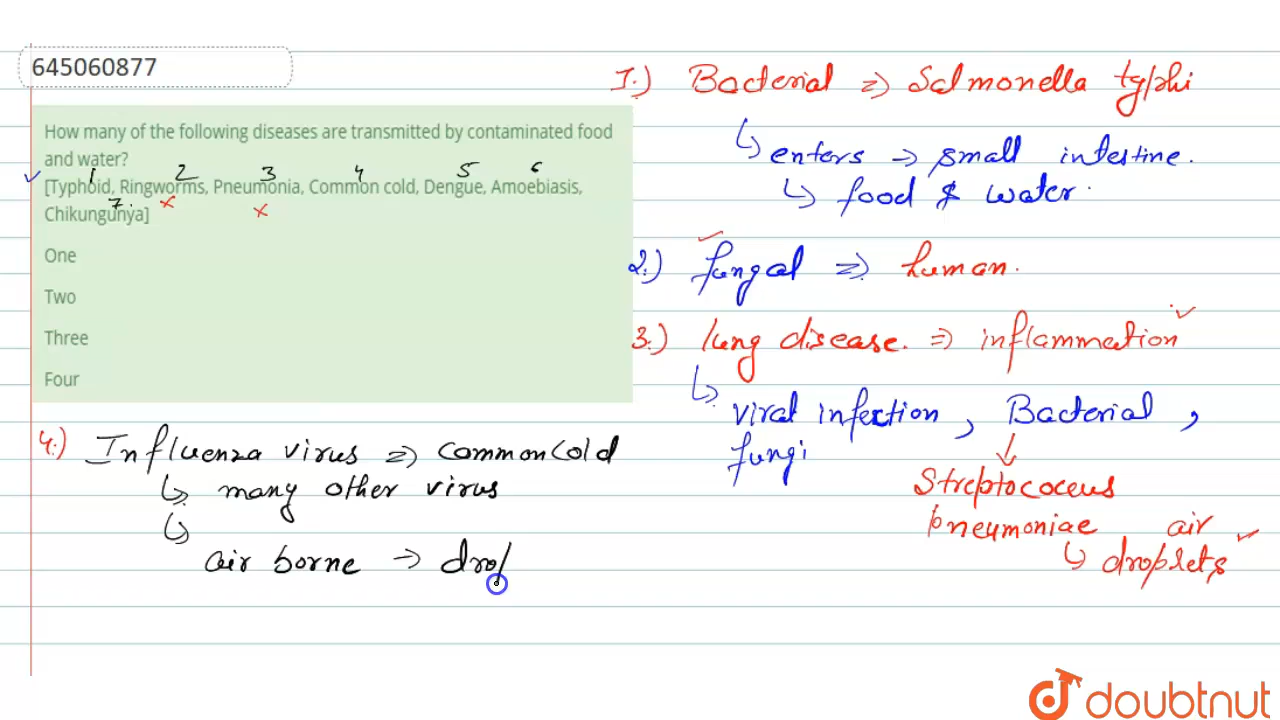 645060877
How many of the following diseases are transmitted by contaminated food
and water?
1 2 3 4 5 6
[Typhoid, Ringworms, Pneumonia, Common cold, Dengue, Amoebiasis,
7.
Chikungunya]
One
Two
Three
Four
1.) Bacterial => Salmonella typhi
enters → small intestine.
food & water.
2.) fungal => human.
3.) lung disease. => inflammation
viral infection, Bacterial,
fungi
Streptococeus
pneumoniae air
droplets
4.) Influenza virus => common cold
many other virus
air borne → drop
doubtnut